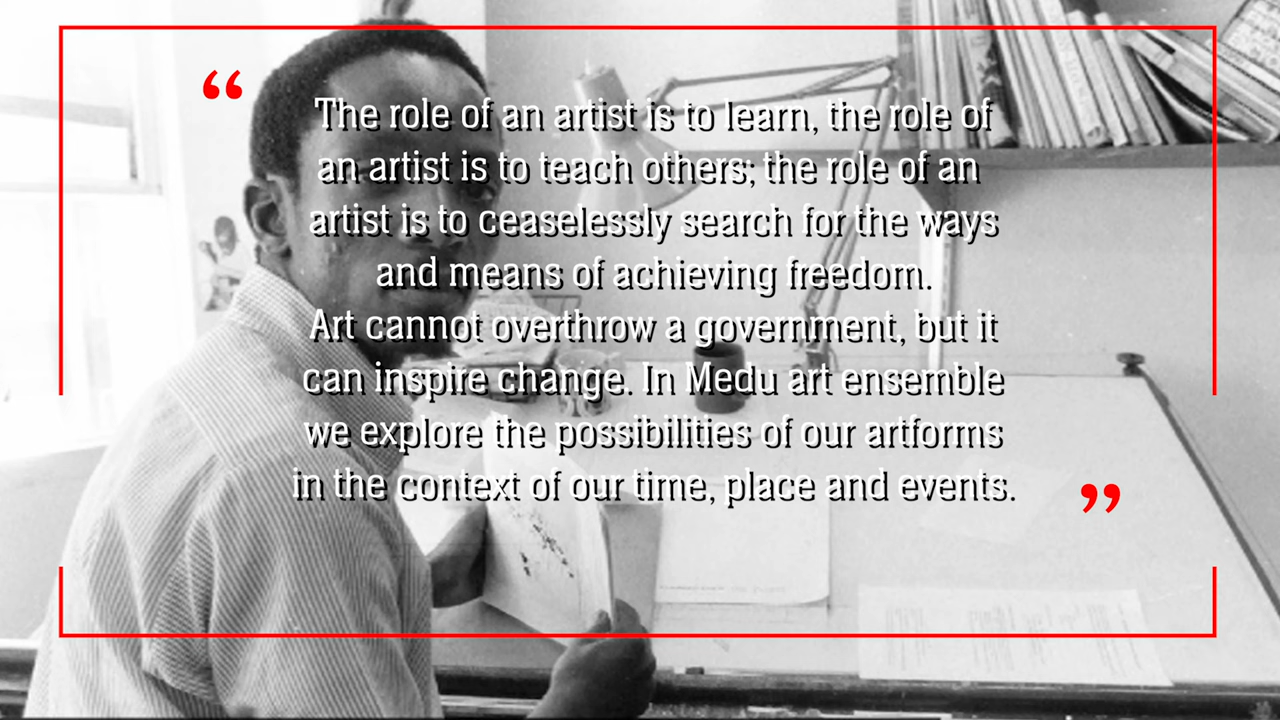 “
The role of an artist is to learn, the role of
an artist is to teach others; the role of an
artist is to ceaselessly search for the ways
and means of achieving freedom.
Art cannot overthrow a government, but it
can inspire change. In Medu art ensemble
we explore the possibilities of our artforms
in the context of our time, place and events.
”